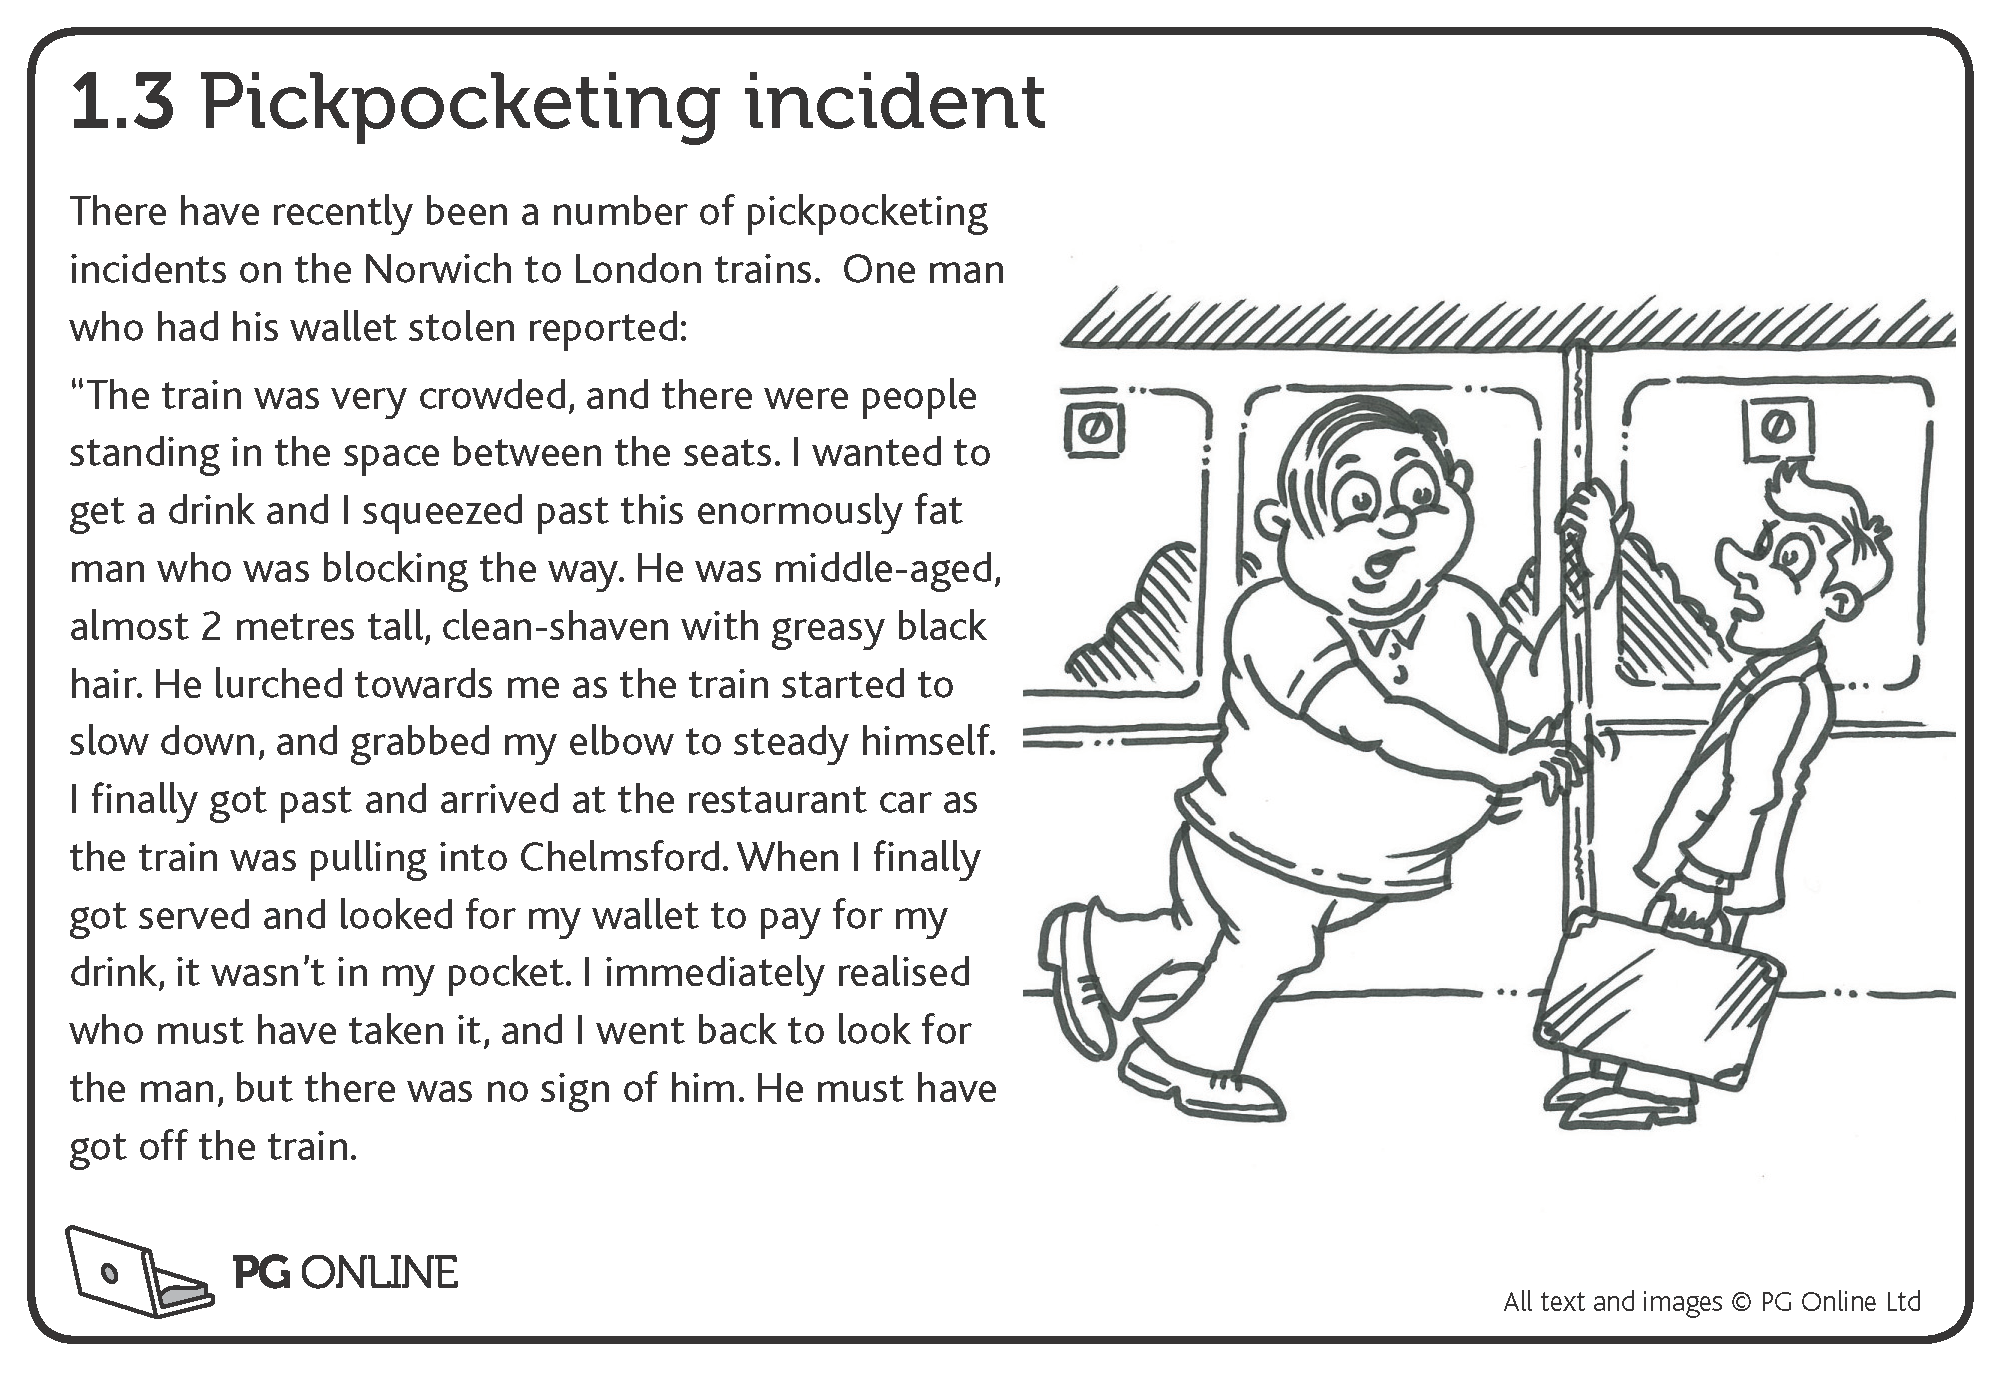 1.3 Pickpocketing incident
There have recently been a number of pickpocketing
incidents on the Norwich to London trains.  One man
who had his wallet stolen reported:
“The train was very crowded, and there were people
standing in the space between the seats. I wanted to
get a drink and I squeezed past this enormously fat
man who was blocking the way. He was middle-aged,
almost 2 metres tall, clean-shaven with greasy black
hair. He lurched towards me as the train started to
slow down, and grabbed my elbow to steady himself.
I finally got past and arrived at the restaurant car as
the train was pulling into Chelmsford. When I finally
got served and looked for my wallet to pay for my
drink, it wasn’t in my pocket. I immediately realised
who must have taken it, and I went back to look for
the man, but there was no sign of him. He must have
got off the train.
PG ONLINE
All text and images © PG Online Ltd